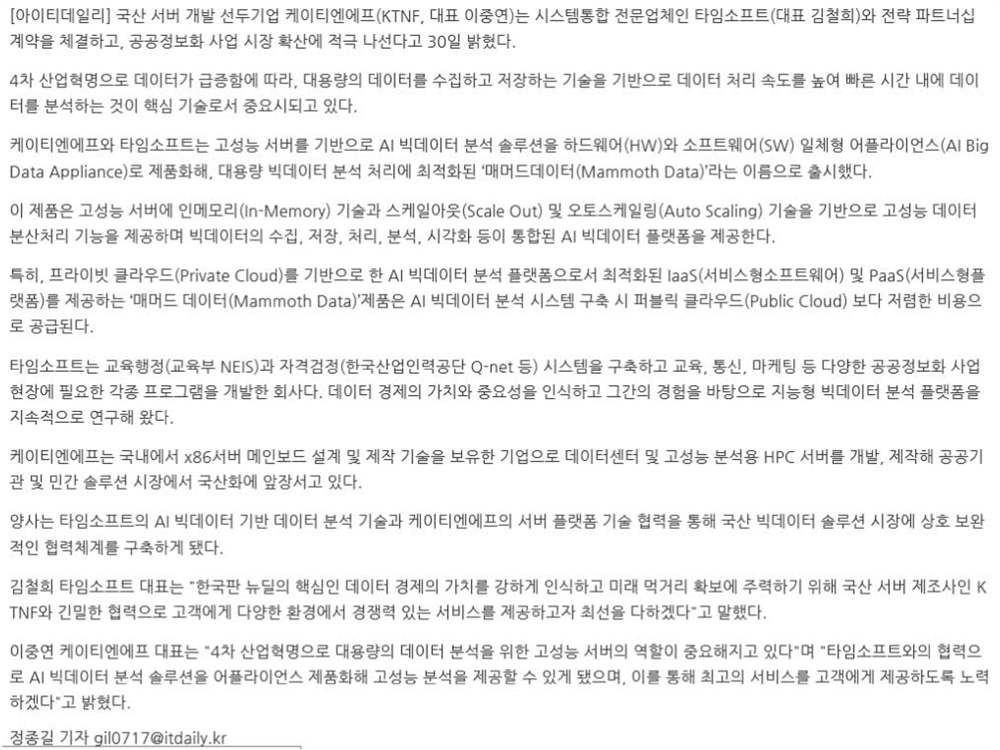 [아이티데일리] 국산 서버 개발 선두기업 케이티엔에프(KTNF, 대표 이중연)는 시스템통합 전문업체인 타임소프트(대표 김철희)와 전략 파트너십
계약을 체결하고, 공공정보화 사업 시장 확산에 적극 나선다고 30일 밝혔다.
4차 산업혁명으로 데이터가 급증함에 따라, 대용량의 데이터를 수집하고 저장하는 기술을 기반으로 데이터 처리 속도를 높여 빠른 시간 내에 데이
터를 분석하는 것이 핵심 기술로서 중요시되고 있다.
케이티엔에프와 타임소프트는 고성능 서버를 기반으로 AI 빅데이터 분석 솔루션을 하드웨어(HW)와 소프트웨어(SW) 일체형 어플라이언스(AI Big
Data Appliance)로 제품화해, 대용량 빅데이터 분석 처리에 최적화된 ‘매머드데이터(Mammoth Data)’라는 이름으로 출시했다.
이 제품은 고성능 서버에 인메모리(In-Memory) 기술과 스케일아웃(Scale Out) 및 오토스케일링(Auto Scaling) 기술을 기반으로 고성능 데이터
분산처리 기능을 제공하며 빅데이터의 수집, 저장, 처리, 분석, 시각화 등이 통합된 AI 빅데이터 플랫폼을 제공한다.
특히, 프라이빗 클라우드(Private Cloud)를 기반으로 한 AI 빅데이터 분석 플랫폼으로서 최적화된 IaaS(서비스형소프트웨어) 및 PaaS(서비스형플
랫폼)를 제공하는 ‘매머드 데이터(Mammoth Data)’제품은 AI 빅데이터 분석 시스템 구축 시 퍼블릭 클라우드(Public Cloud) 보다 저렴한 비용으
로 공급된다.
타임소프트는 교육행정(교육부 NEIS)과 자격검정(한국산업인력공단 Q-net 등) 시스템을 구축하고 교육, 통신, 마케팅 등 다양한 공공정보화 사업
현장에 필요한 각종 프로그램을 개발한 회사다. 데이터 경제의 가치와 중요성을 인식하고 그간의 경험을 바탕으로 지능형 빅데이터 분석 플랫폼을
지속적으로 연구해 왔다.
케이티엔에프는 국내에서 x86서버 메인보드 설계 및 제작 기술을 보유한 기업으로 데이터센터 및 고성능 분석용 HPC 서버를 개발, 제작해 공공기
관 및 민간 솔루션 시장에서 국산화에 앞장서고 있다.
양사는 타임소프트의 AI 빅데이터 기반 데이터 분석 기술과 케이티엔에프의 서버 플랫폼 기술 협력을 통해 국산 빅데이터 솔루션 시장에 상호 보완
적인 협력체계를 구축하게 됐다.
김철희 타임소프트 대표는 "한국판 뉴딜의 핵심인 데이터 경제의 가치를 강하게 인식하고 미래 먹거리 확보에 주력하기 위해 국산 서버 제조사인 K
TNF와 긴밀한 협력으로 고객에게 다양한 환경에서 경쟁력 있는 서비스를 제공하고자 최선을 다하겠다"고 말했다.
이중연 케이티엔에프 대표는 "4차 산업혁명으로 대용량의 데이터 분석을 위한 고성능 서버의 역할이 중요해지고 있다"며 "타임소프트와의 협력으
로 AI 빅데이터 분석 솔루션을 어플라이언스 제품화해 고성능 분석을 제공할 수 있게 됐으며, 이를 통해 최고의 서비스를 고객에게 제공하도록 노력
하겠다"고 밝혔다.
정종길 기자 gil0717@itdaily.kr